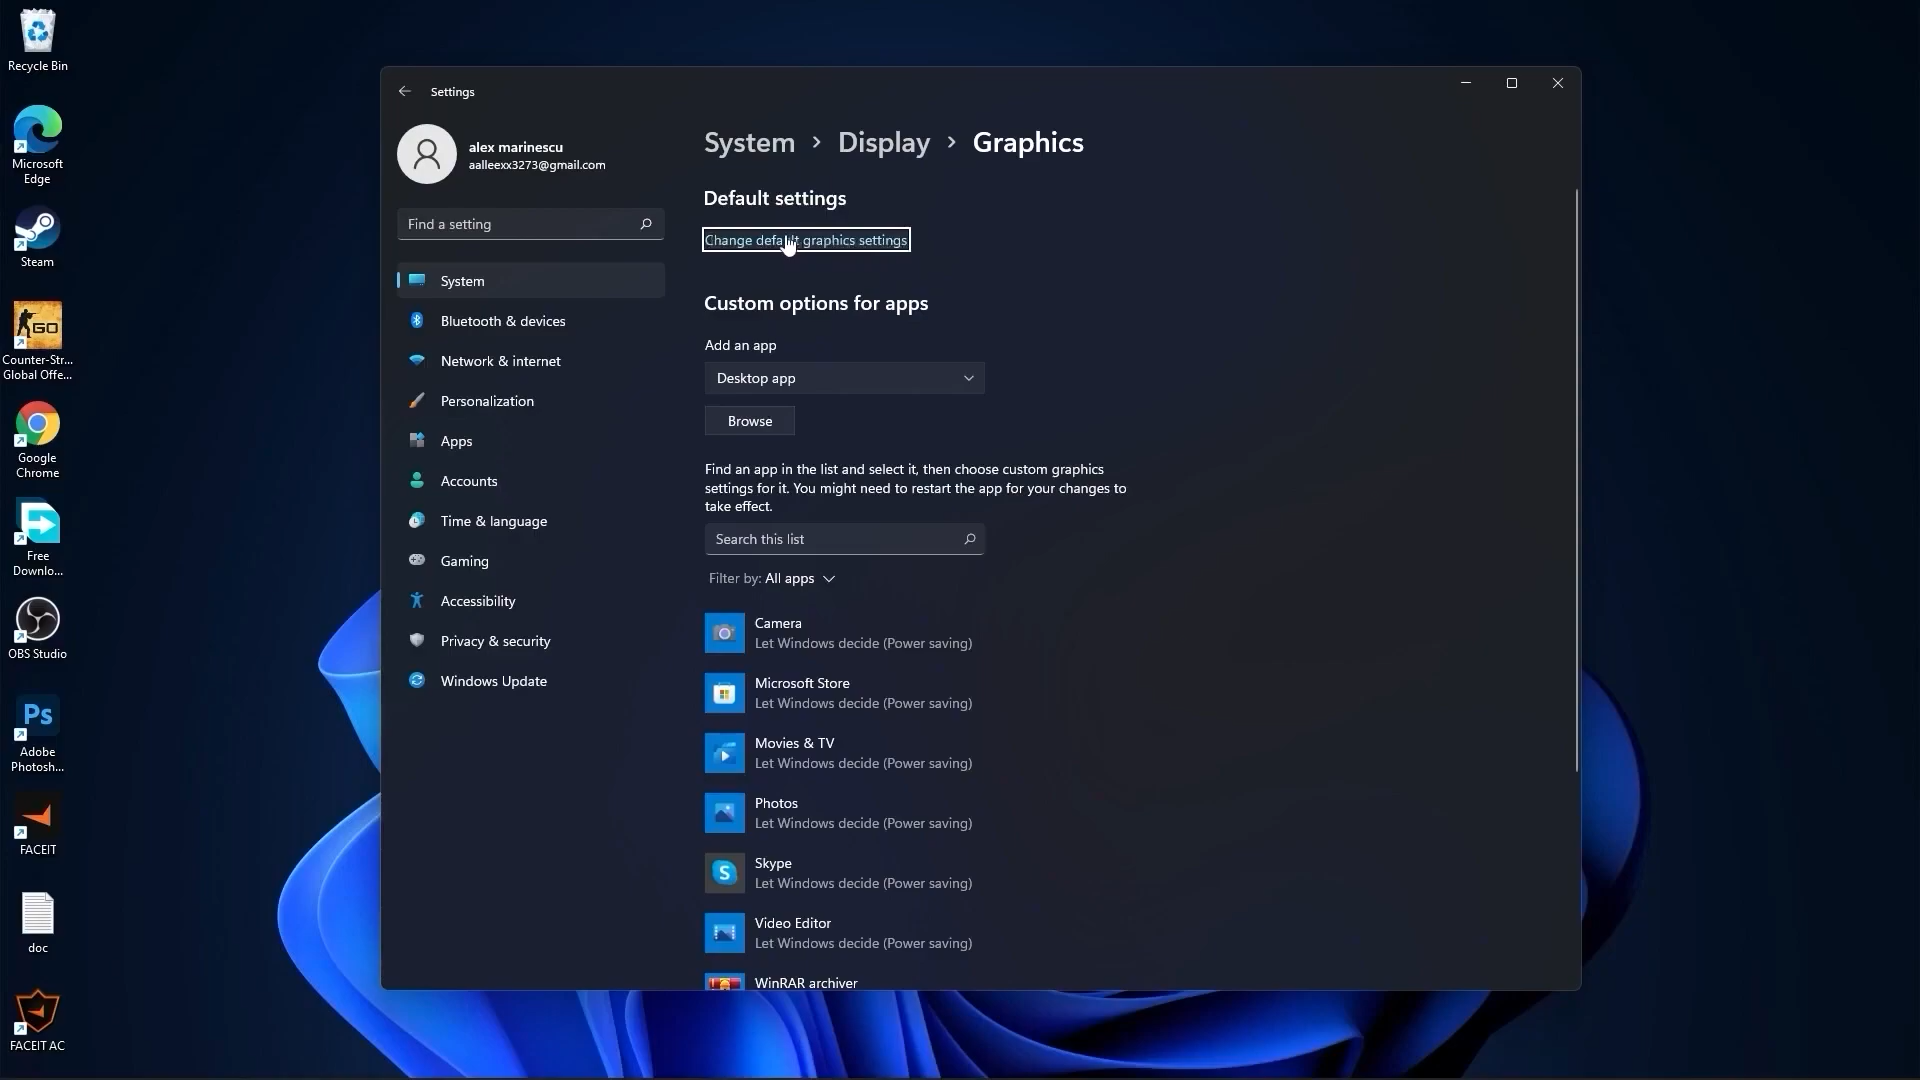 Recycle Bin
Microsoft
Edge
Steam
GO
Counter-Str...
Global Offe...
Google
Chrome
Free
Downlo...
OBS Studio
Ps
Adobe
Photosh...
FACEIT
doc
FACEIT AC
Settings
alex marinescu
aalleexx3273@gmail.com
Find a setting
System
Bluetooth & devices
Network & internet
Personalization
Apps
Accounts
Time & language
Gaming
Accessibility
Privacy & security
Windows Update
System > Display > Graphics
Default settings
Change default graphics settings
Custom options for apps
Add an app
Desktop app
Browse
Find an app in the list and select it, then choose custom graphics
settings for it. You might need to restart the app for your changes to
take effect.
Search this list
Filter by: All apps
Camera
Let Windows decide (Power saving)
Microsoft Store
Let Windows decide (Power saving)
Movies & TV
Let Windows decide (Power saving)
Photos
Let Windows decide (Power saving)
S
Skype
Let Windows decide (Power saving)
Video Editor
Let Windows decide (Power saving)
WinRAR archiver